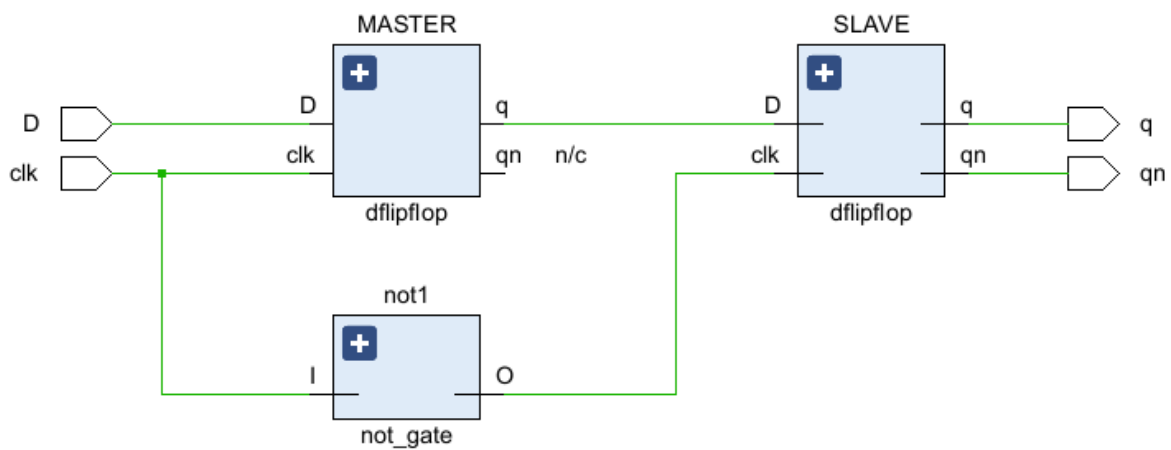 MASTER
SLAVE
D
D
q
D
q
q
clk
clk
qn
n/c
clk
qn
qn
dflipflop
dflipflop
not1
I
O
not_gate